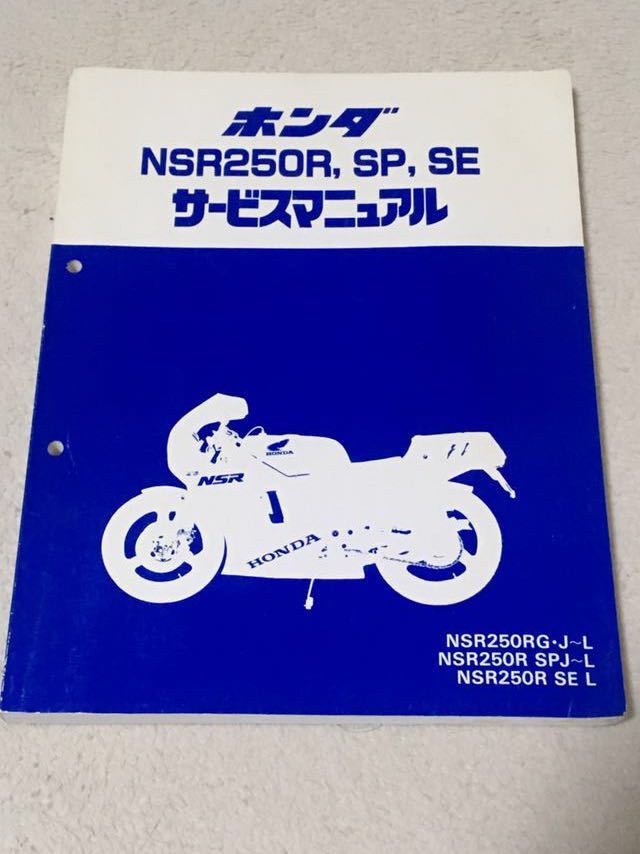 ホンダ
NSR250R, SP, SE
サービスマニュアル
HONDA
NSR
HONDA
NSR250RG・J~L
NSR250R SPJ~L
NSR250R SE L